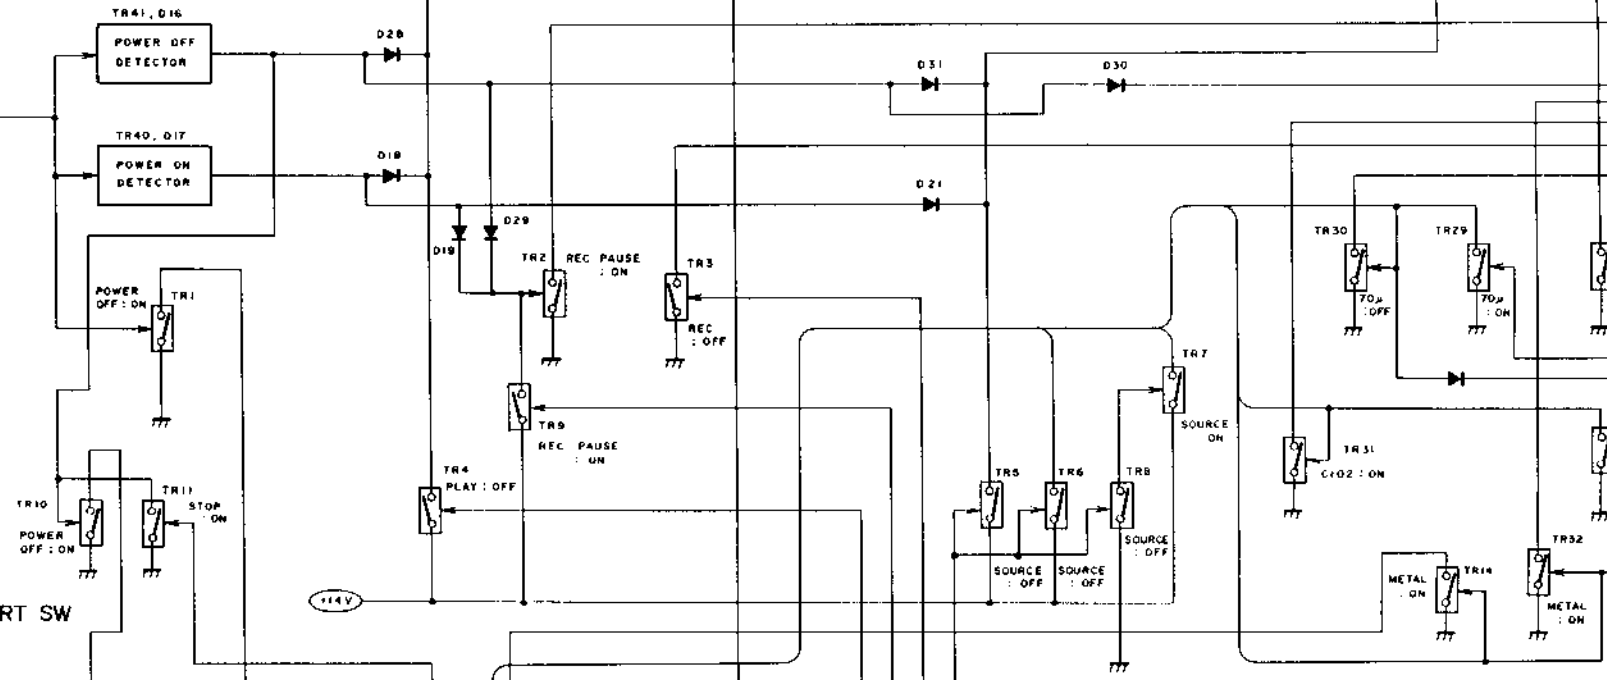 TR41, D16
POWER OFF
DETECTOR
D28
D31
D30
TR40, D17
POWER ON
DETECTOR
D18
D21
D29
D19
TR2
REC PAUSE
: ON
TR3
REC
: OFF
TR30
70μ
: OFF
TR29
70μ
: ON
POWER
OFF : ON
TR1
TR7
SOURCE
ON
TR9
REC PAUSE
: ON
TR31
CrO2 : ON
TR4
PLAY : OFF
TR5
TR6
TR8
TR10
POWER
OFF : ON
TR11
STOP
: ON
SOURCE
: OFF
SOURCE
: OFF
SOURCE
: OFF
TR32
METAL
: ON
METAL
: ON
TR14
+14V
RT SW